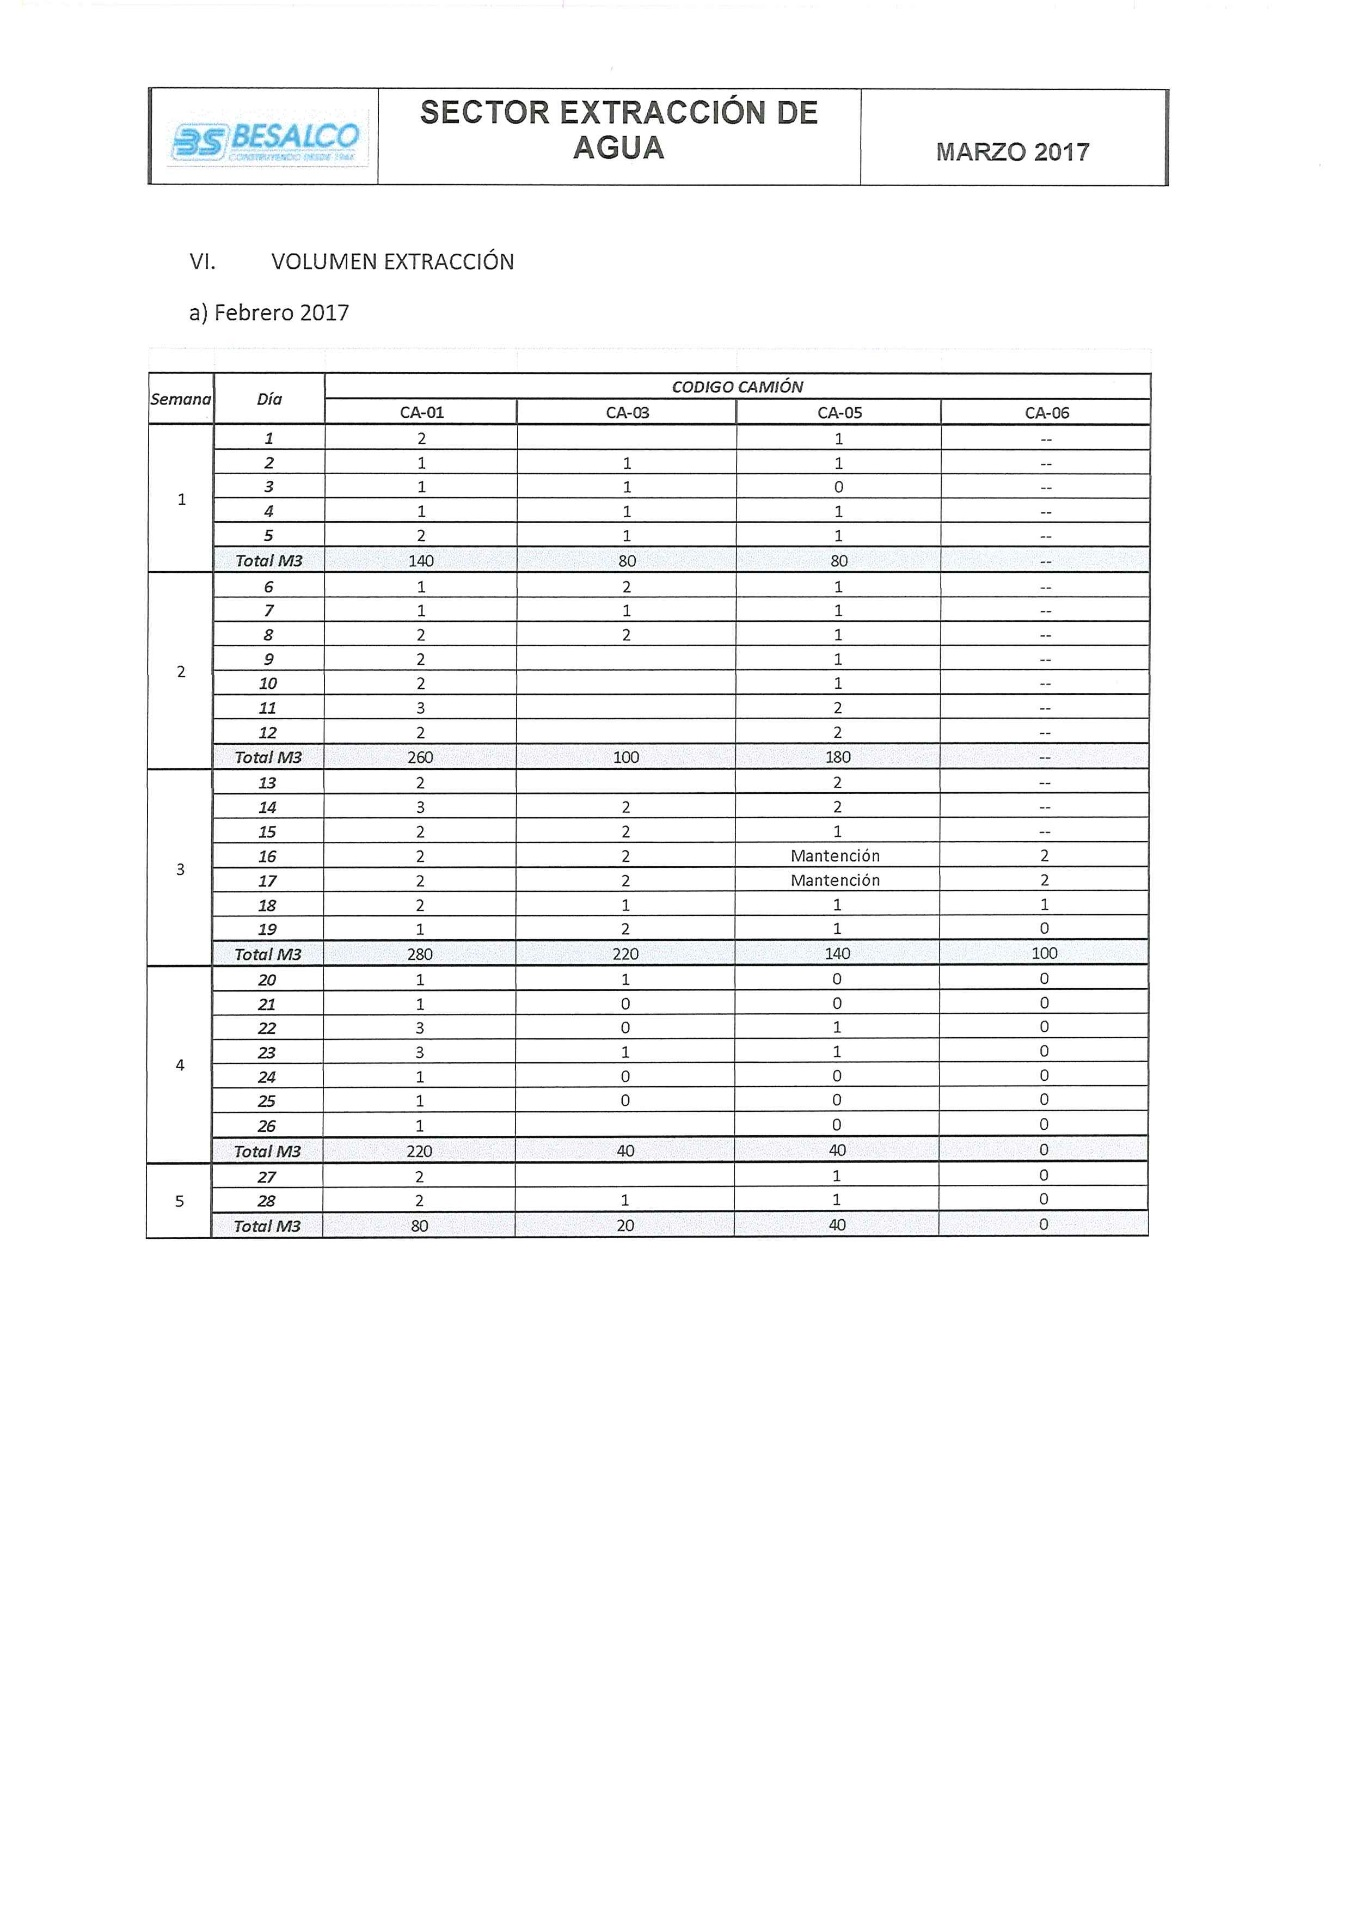 BS BESALCO
CONSTRUYENDO DESDE 1944
SECTOR EXTRACCIÓN DE
AGUA
MARZO 2017
VI. VOLUMEN EXTRACCIÓN
a) Febrero 2017
Semana Día CODIGO CAMIÓN
CA-01 CA-03 CA-05 CA-06
1
1 2 1 --
2 1 1 1 --
3 1 1 0 --
4 1 1 1 --
5 2 1 1 --
Total M3 140 80 80 --
2
6 1 2 1 --
7 1 1 1 --
8 2 2 1 --
9 2 1 --
10 2 1 --
11 3 2 --
12 2 2 --
Total M3 260 100 180 --
3
13 2 2 --
14 3 2 2 --
15 2 2 1 --
16 2 2 Mantención 2
17 2 2 Mantención 2
18 2 1 1 1
19 1 2 1 0
Total M3 280 220 140 100
4
20 1 1 0 0
21 1 0 0 0
22 3 0 1 0
23 3 1 1 0
24 1 0 0 0
25 1 0 0 0
26 1 0 0
Total M3 220 40 40 0
5
27 2 1 0
28 2 1 1 0
Total M3 80 20 40 0